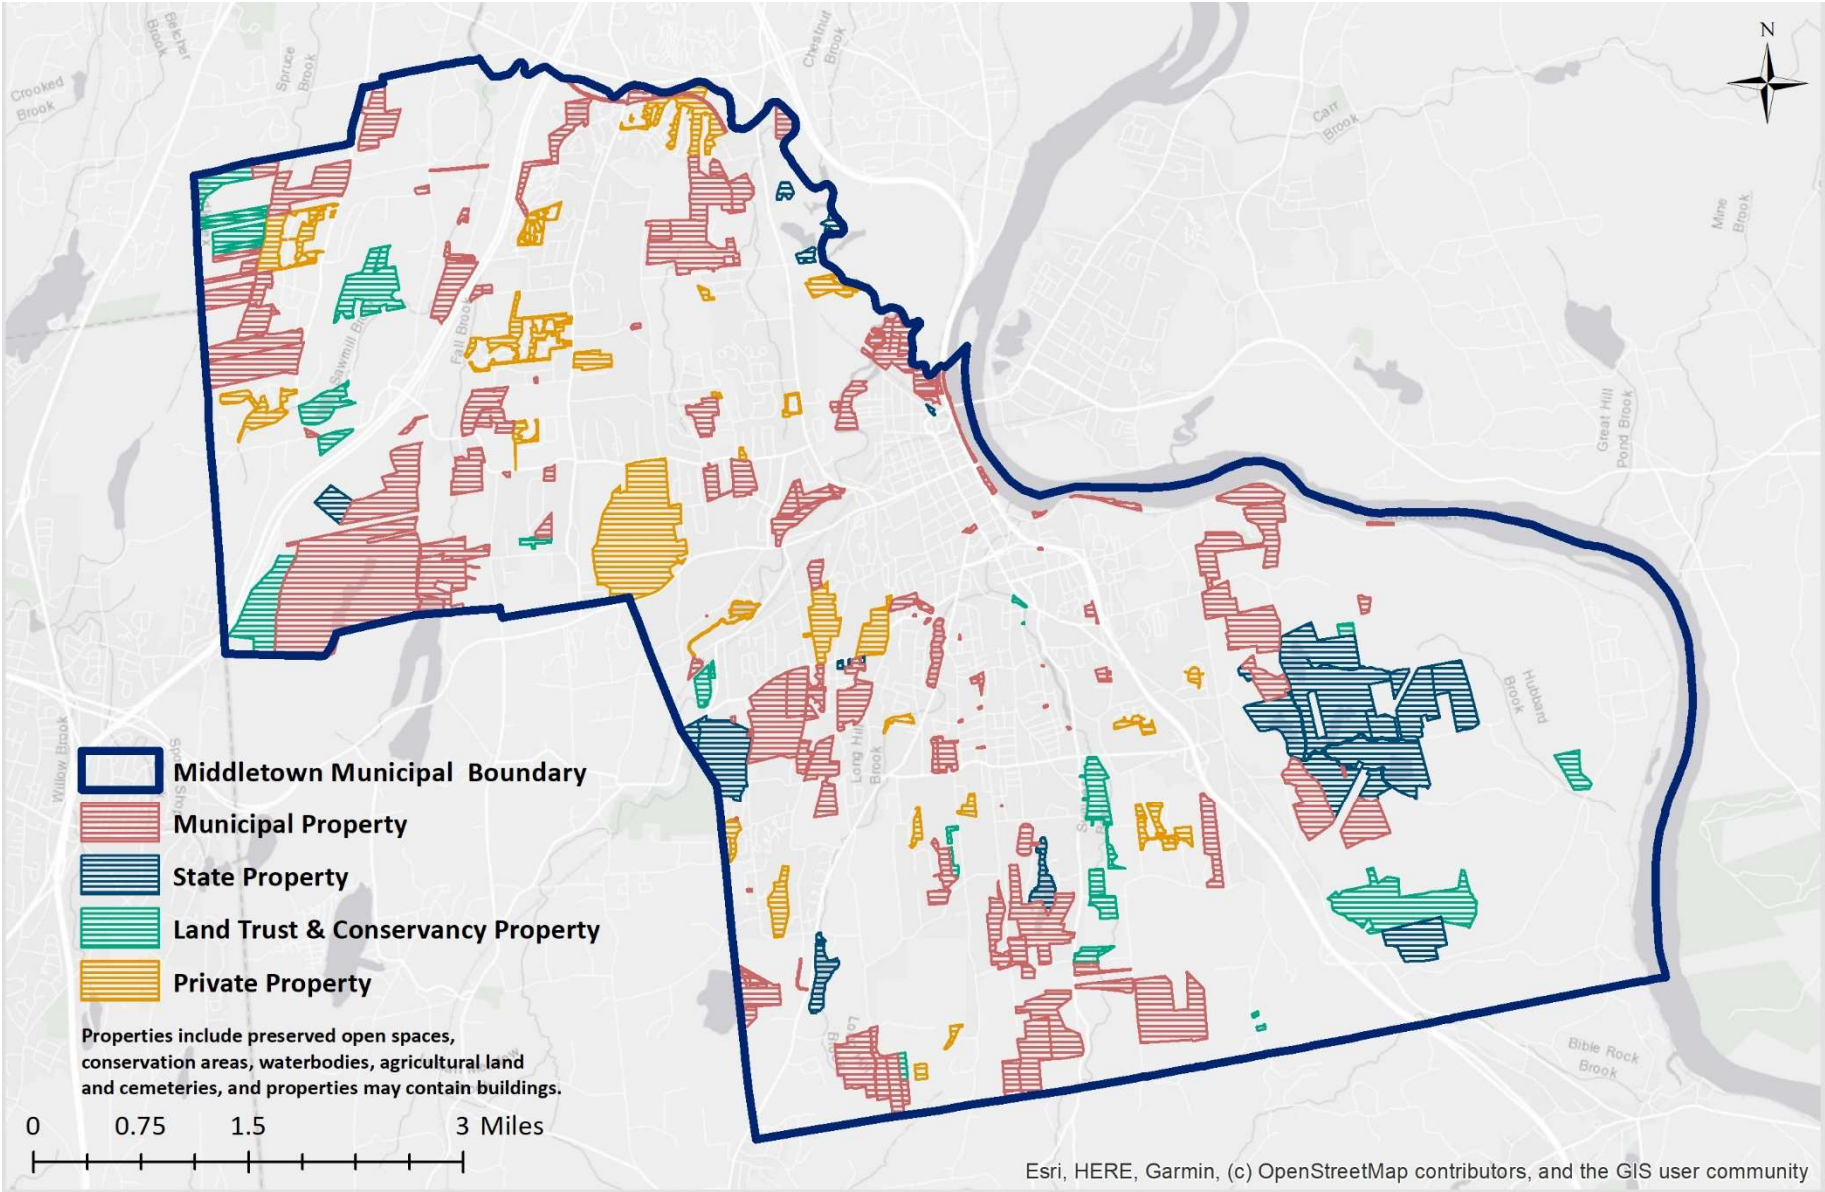 Belcher
Brook
Spruce
Brook
Crooked
Brook
Chestnut
Brook
N
Carr
Brook
Mine
Brook
Sawmill
Fall Brook
Great Hill
Pond Brook
Hubbard
Brook
Long Hill
Brook
Willow Brook
Middletown Municipal Boundary
Municipal Property
State Property
Land Trust & Conservancy Property
Private Property
Properties include preserved open spaces,
conservation areas, waterbodies, agricultural land
and cemeteries, and properties may contain buildings.
0 0.75 1.5 3 Miles
Bible Rock
Brook
Esri, HERE, Garmin, (c) OpenStreetMap contributors, and the GIS user community